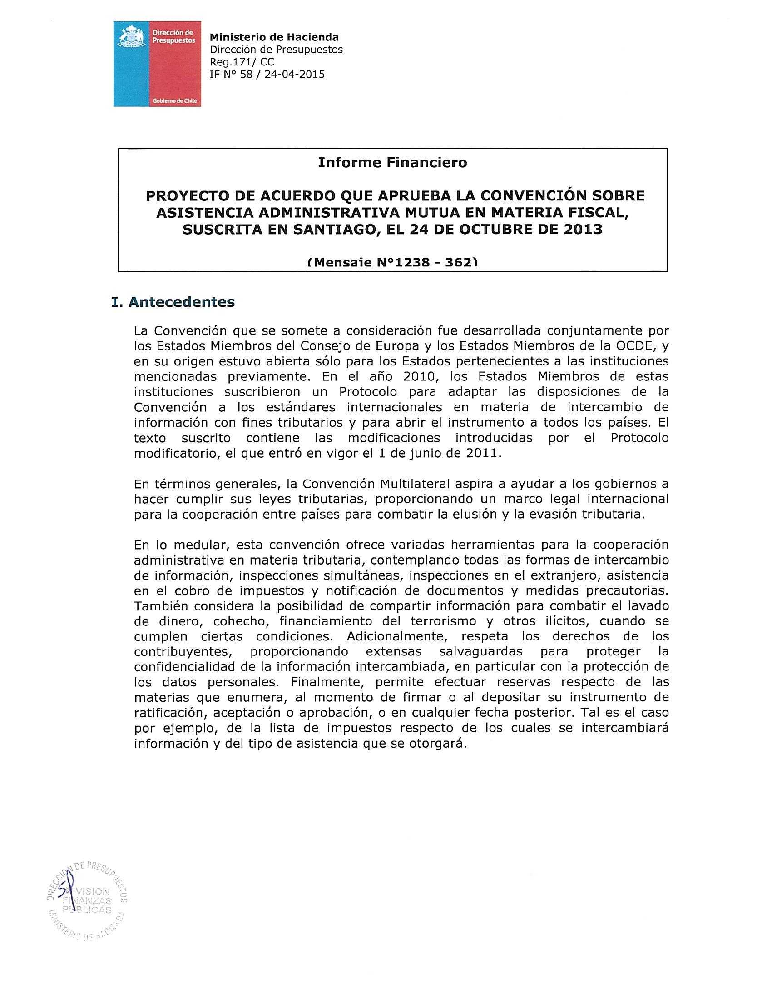 Dirección de
Presupuestos
Gobierno de Chile
Ministerio de Hacienda
Dirección de Presupuestos
Reg.171/ CC
IF N° 58 / 24-04-2015
Informe Financiero
PROYECTO DE ACUERDO QUE APRUEBA LA CONVENCIÓN SOBRE
ASISTENCIA ADMINISTRATIVA MUTUA EN MATERIA FISCAL,
SUSCRITA EN SANTIAGO, EL 24 DE OCTUBRE DE 2013
(Mensaje N°1238 - 362)
I. Antecedentes
La Convención que se somete a consideración fue desarrollada conjuntamente por
los Estados Miembros del Consejo de Europa y los Estados Miembros de la OCDE, y
en su origen estuvo abierta sólo para los Estados pertenecientes a las instituciones
mencionadas previamente. En el año 2010, los Estados Miembros de estas
instituciones suscribieron un Protocolo para adaptar las disposiciones de la
Convención a los estándares internacionales en materia de intercambio de
información con fines tributarios y para abrir el instrumento a todos los países. El
texto suscrito contiene las modificaciones introducidas por el Protocolo
modificatorio, el que entró en vigor el 1 de junio de 2011.
En términos generales, la Convención Multilateral aspira a ayudar a los gobiernos a
hacer cumplir sus leyes tributarias, proporcionando un marco legal internacional
para la cooperación entre países para combatir la elusión y la evasión tributaria.
En lo medular, esta convención ofrece variadas herramientas para la cooperación
administrativa en materia tributaria, contemplando todas las formas de intercambio
de información, inspecciones simultáneas, inspecciones en el extranjero, asistencia
en el cobro de impuestos y notificación de documentos y medidas precautorias.
También considera la posibilidad de compartir información para combatir el lavado
de dinero, cohecho, financiamiento del terrorismo y otros ilícitos, cuando se
cumplen ciertas condiciones. Adicionalmente, respeta los derechos de los
contribuyentes, proporcionando extensas salvaguardas para proteger la
confidencialidad de la información intercambiada, en particular con la protección de
los datos personales. Finalmente, permite efectuar reservas respecto de las
materias que enumera, al momento de firmar o al depositar su instrumento de
ratificación, aceptación o aprobación, o en cualquier fecha posterior. Tal es el caso
por ejemplo, de la lista de impuestos respecto de los cuales se intercambiará
información y del tipo de asistencia que se otorgará.
DIRECCION DE PRESUPUESTOS
DIVISION
FINANZAS
PUBLICAS
MINISTERIO DE HACIENDA